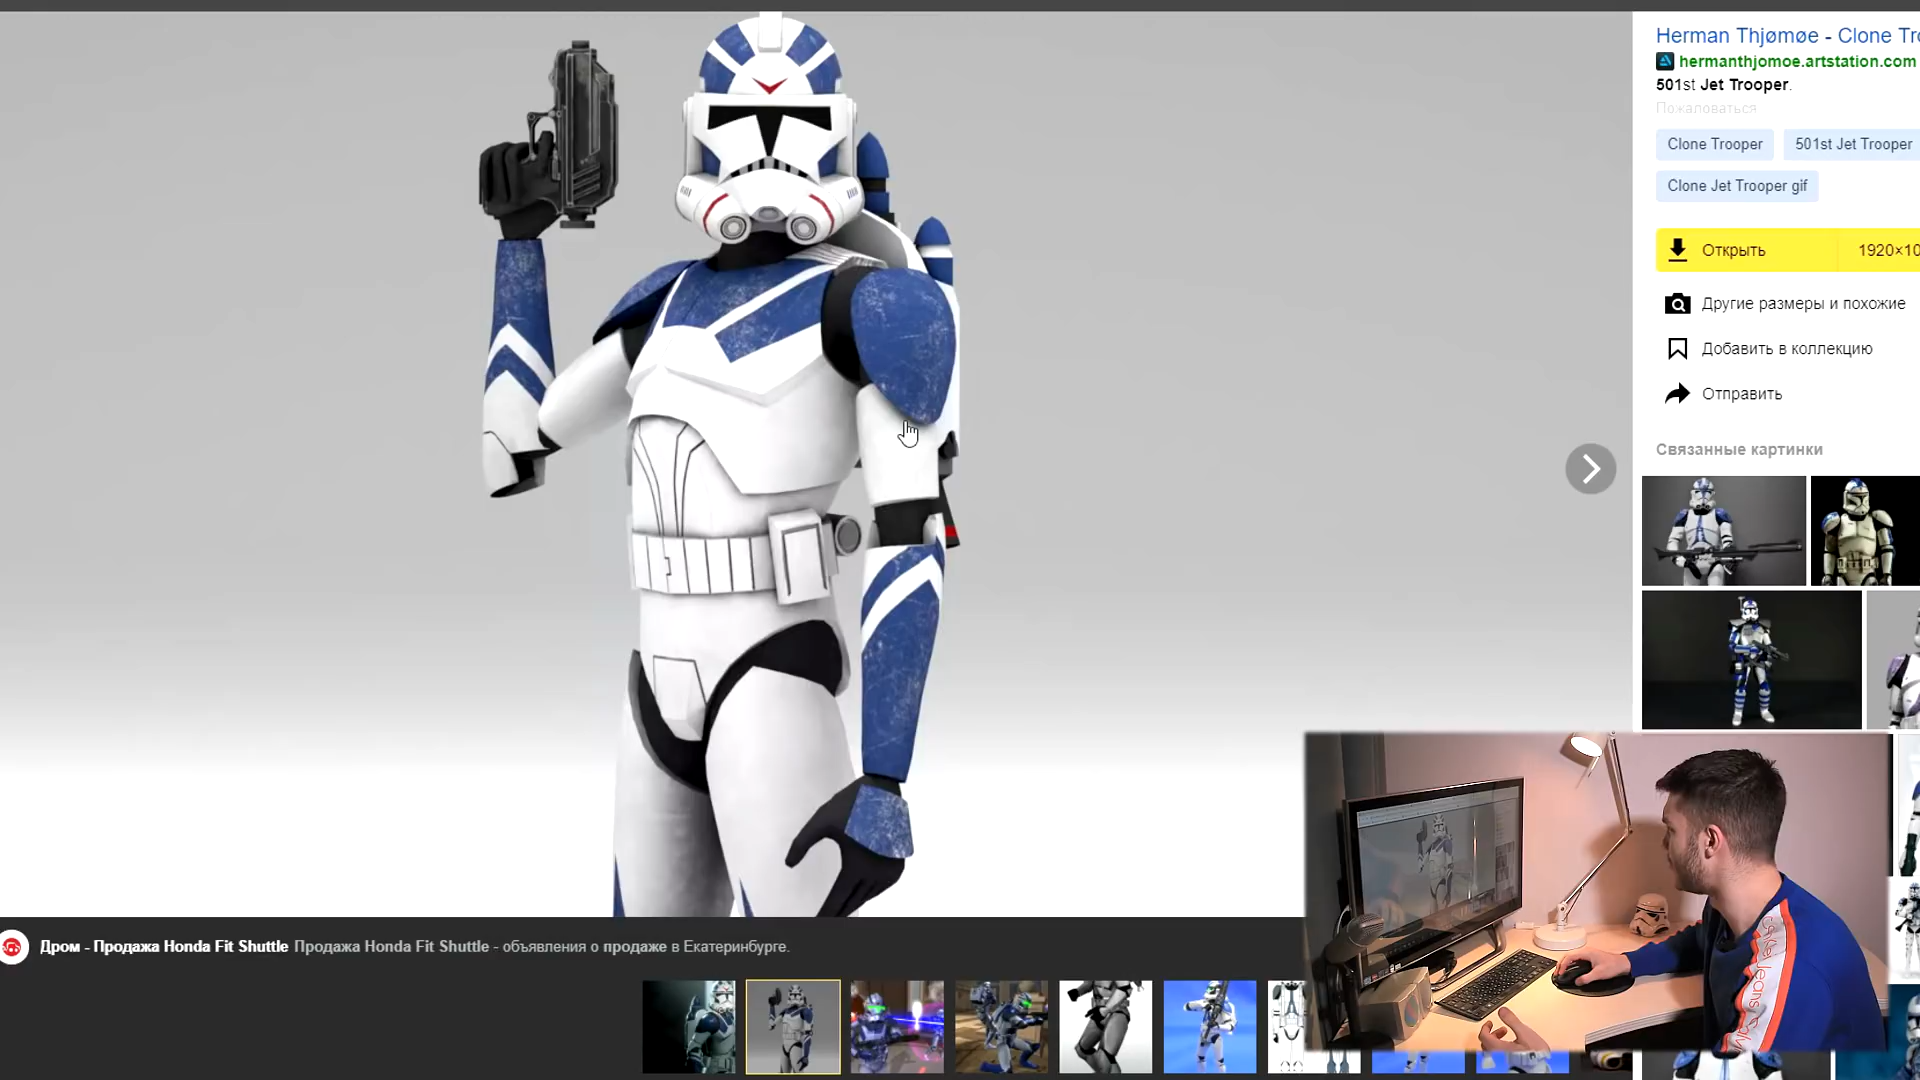 Herman Thjømøe - Clone Tro
hermanthjomoe.artstation.com
501st Jet Trooper.
Пожаловаться
Clone Trooper
501st Jet Trooper
Clone Jet Trooper gif
Открыть
1920×10
Другие размеры и похожие
Добавить в коллекцию
Отправить
Связанные картинки
Дром - Продажа Honda Fit Shuttle Продажа Honda Fit Shuttle - объявления о продаже в Екатеринбурге.